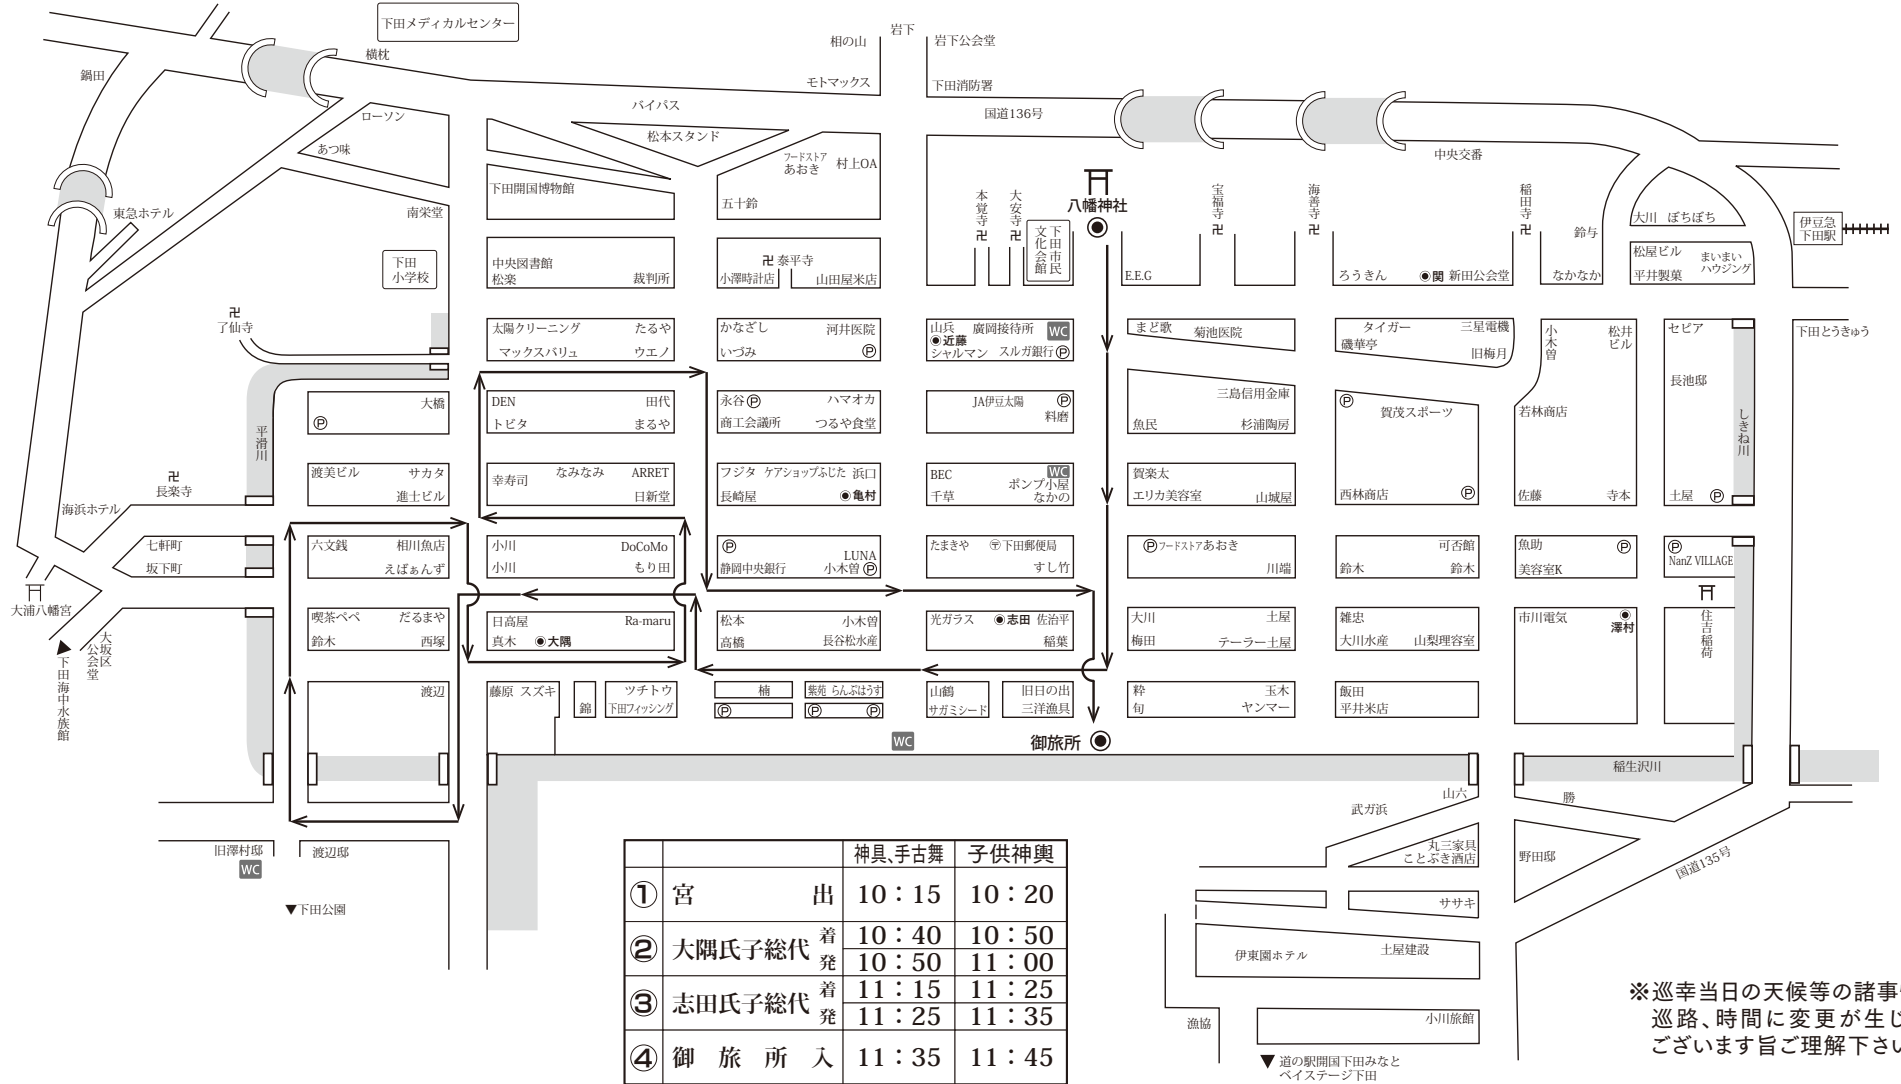 下田メディカルセンター
横枕
鍋田
相の山
岩下
岩下公会堂
モトマックス
下田消防署
国道136号
バイパス
ローソン
あつ味
松本スタンド
フードストア
あおき
村上OA
中央交番
下田開国博物館
五十鈴
南栄堂
東急ホテル
本覚寺 卍
大安寺 卍
下田市民
文化会館
八幡神社
宝福寺 卍
海善寺 卍
稲田寺 卍
鈴与
大川 ぽちぽち
伊豆急
下田駅
下田
小学校
中央図書館
松楽
裁判所
卍 泰平寺
小澤時計店
山田屋米店
E.E.G
ろうきん
◉関 新田公会堂
なかなか
松屋ビル
平井製菓
まいまい
ハウジング
卍
了仙寺
太陽クリーニング
たるや
マックスバリュ
ウエノ
かなざし
河井医院
いづみ
Ⓟ
山兵
廣岡接待所
WC
◉近藤
シャルマン
スルガ銀行Ⓟ
まど歌
菊池医院
タイガー
三星電機
磯華亭
旧梅月
小木曽
松井
ビル
セピア
長池邸
下田とうきゅう
大橋
Ⓟ
平滑川
DEN
田代
トビタ
まるや
永谷Ⓟ
ハマオカ
商工会議所
つるや食堂
JA伊豆太陽
Ⓟ
料磨
三島信用金庫
魚民
杉浦陶房
Ⓟ
賀茂スポーツ
若林商店
しきね川
卍
長楽寺
海浜ホテル
渡美ビル
サカタ
進士ビル
幸寿司
なみなみ
ARRET
日新堂
フジタ
ケアショップふじた
浜口
長崎屋
◉亀村
BEC
WC
ポンプ小屋
千草
なかの
賀楽太
エリカ美容室
山城屋
西林商店
Ⓟ
佐藤
寺本
土屋
Ⓟ
七軒町
坂下町
六文銭
相川魚店
えばぁんず
小川
DoCoMo
小川
もり田
Ⓟ
LUNA
静岡中央銀行
小木曽Ⓟ
たまきや
〶下田郵便局
すし竹
Ⓟフードストアあおき
川端
可否館
鈴木
鈴木
魚助
Ⓟ
美容室K
Ⓟ
NanZ VILLAGE
大浦八幡宮
大坂区
公会堂
▲下田海中水族館
喫茶ペペ
だるまや
鈴木
西塚
日高屋
Ra-maru
真木
◉大隅
松本
小木曽
高橋
長谷松水産
光ガラス
◉志田
佐治平
稲葉
大川
土屋
梅田
テーラー土屋
雑忠
大川水産
山梨理容室
市川電気
◉
澤村
住吉稲荷
渡辺
藤原 スズキ
錦
ツチトウ
下田フィッシング
楠
Ⓟ
紫苑 らんぷはうす
Ⓟ
Ⓟ
山鶴
サガミシード
旧日の出
三洋漁具
粋
玉木
旬
ヤンマー
飯田
平井米店
WC
御旅所
稲生沢川
旧澤村邸
WC
渡辺邸
▼下田公園
山六
勝
武ガ浜
丸三家具
ことぶき酒店
野田邸
国道135号
ササキ
伊東園ホテル
土屋建設
漁協
小川旅館
▼ 道の駅開国下田みなと
ベイステージ下田
神具、手古舞 子供神輿
① 宮出 10：15 10：20
② 大隅氏子総代 着 10：40 10：50
発 10：50 11：00
③ 志田氏子総代 着 11：15 11：25
発 11：25 11：35
④ 御旅所入 11：35 11：45
※巡幸当日の天候等の諸事
巡路、時間に変更が生じ
ございます旨ご理解下さい